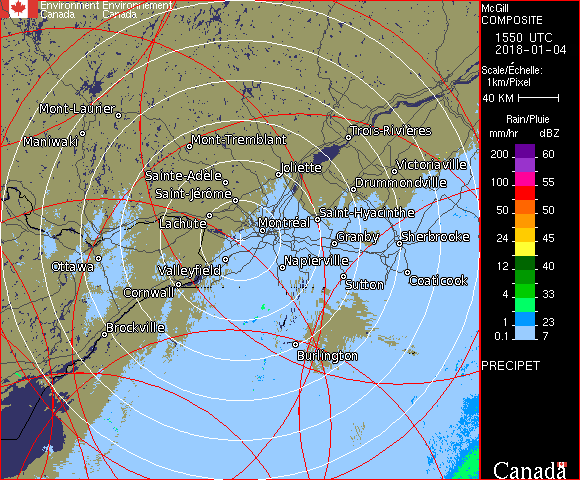 Environment Environnement
Canada Canada
McGill
COMPOSITE
1550 UTC
2018-01-04
Scale/Échelle:
1km/Pixel
40 KM
Rain/Pluie
mm/hr dBZ
200 60
60
100 55
50 50
24 45
12 40
4 33
1 23
0.1 7
PRECIPET
Canada
Mont-Laurier
Maniwaki
Mont-Tremblant
Trois-Rivières
Joliette
Victoriaville
Sainte-Adèle
Drummondville
Saint-Jérôme
Lachute
Saint-Hyacinthe
Montréal
Granby
Sherbrooke
Ottawa
Valleyfield
Napierville
Cornwall
Sutton
Coaticook
Brockville
Burlington